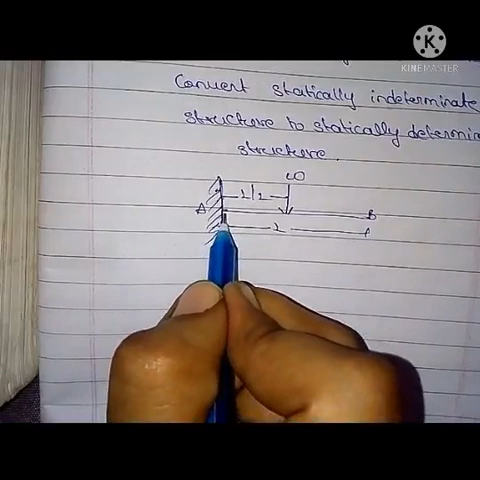 K
KINEMASTER
Convert statically indeterminate
structure to statically determin
structure.
ω
L/2
A
B
L